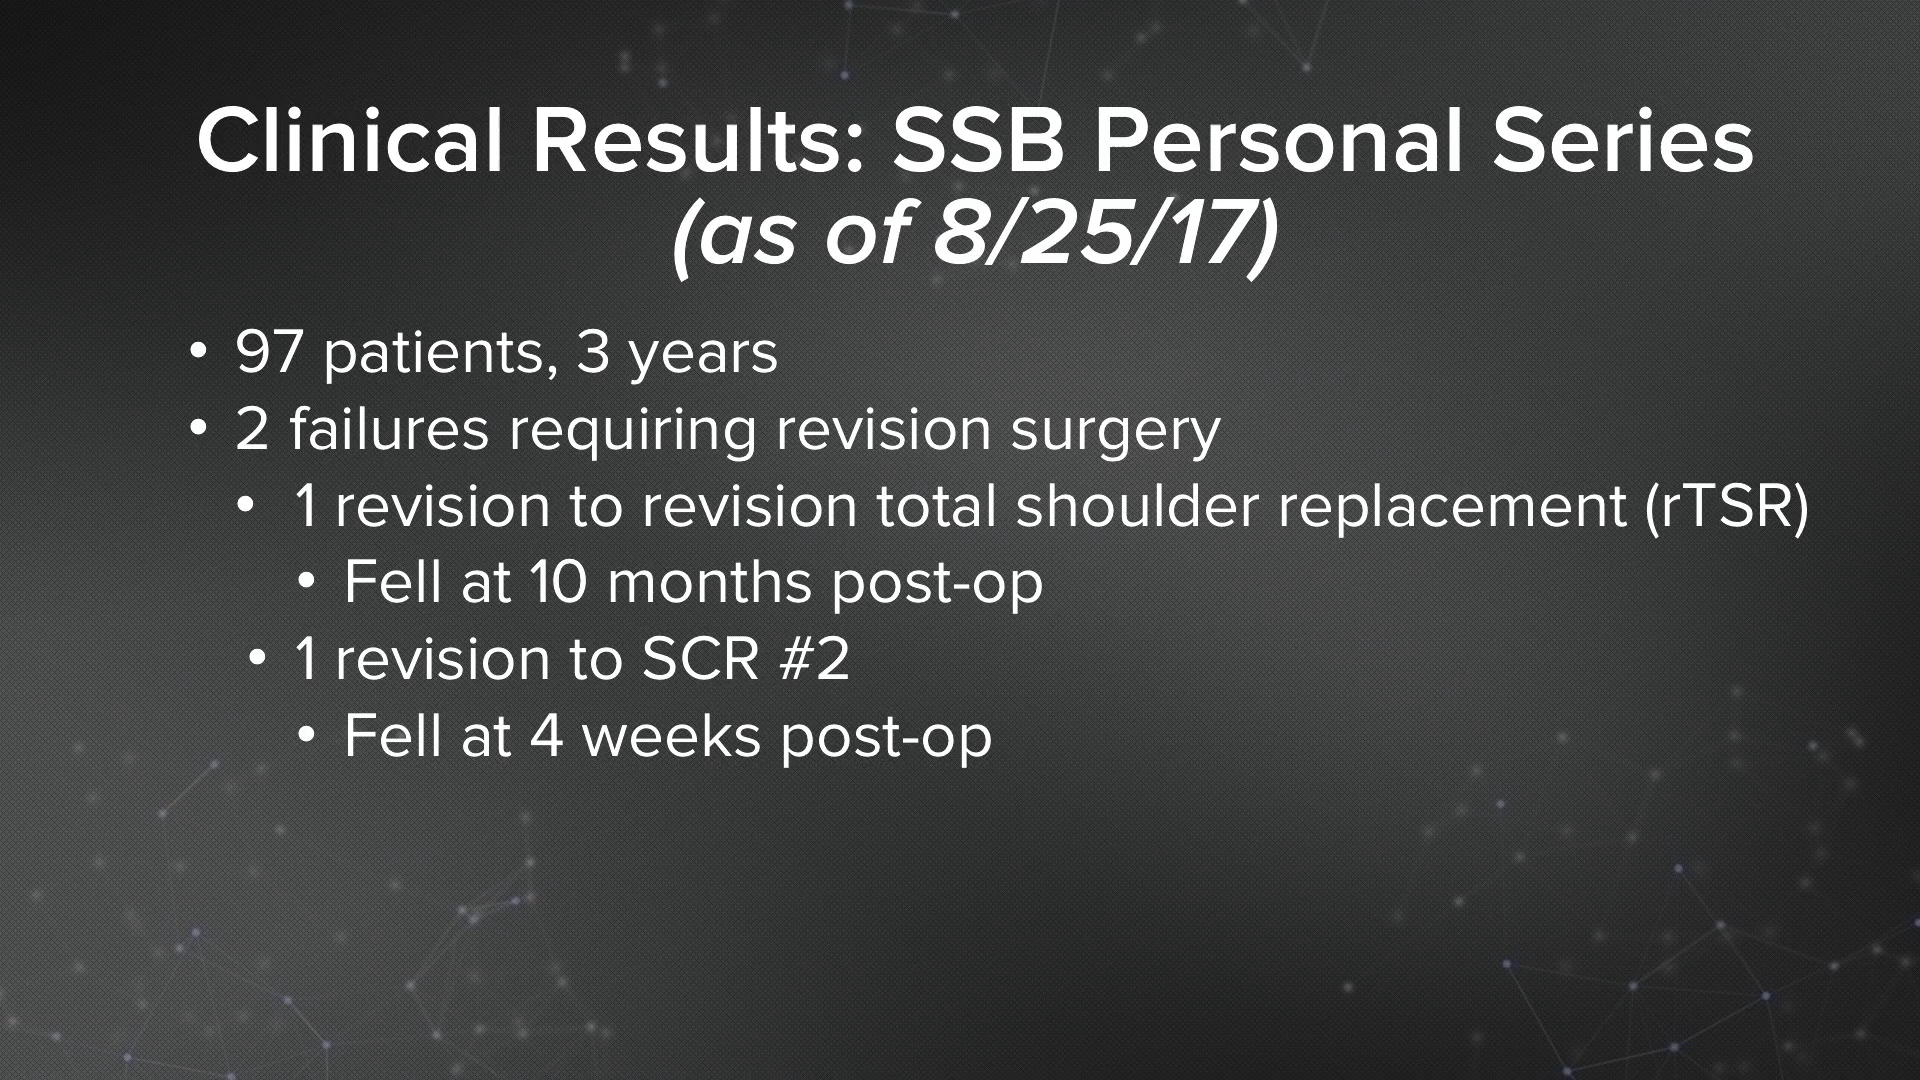 Clinical Results: SSB Personal Series
(as of 8/25/17)
• 97 patients, 3 years
• 2 failures requiring revision surgery
• 1 revision to revision total shoulder replacement (rTSR)
• Fell at 10 months post-op
• 1 revision to SCR #2
• Fell at 4 weeks post-op